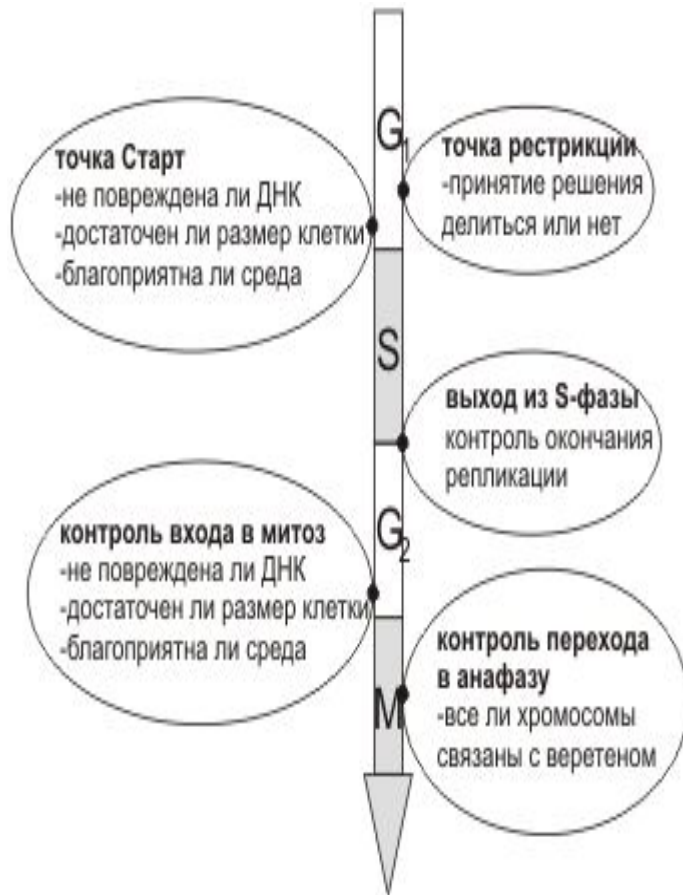 G1
точка Старт
-не повреждена ли ДНК
-достаточен ли размер клетки
-благоприятна ли среда
точка рестрикции
-принятие решения
делиться или нет
S
выход из S-фазы
контроль окончания
репликации
G2
контроль входа в митоз
-не повреждена ли ДНК
-достаточен ли размер клетки
-благоприятна ли среда
контроль перехода
в анафазу
-все ли хромосомы
связаны с веретеном
M